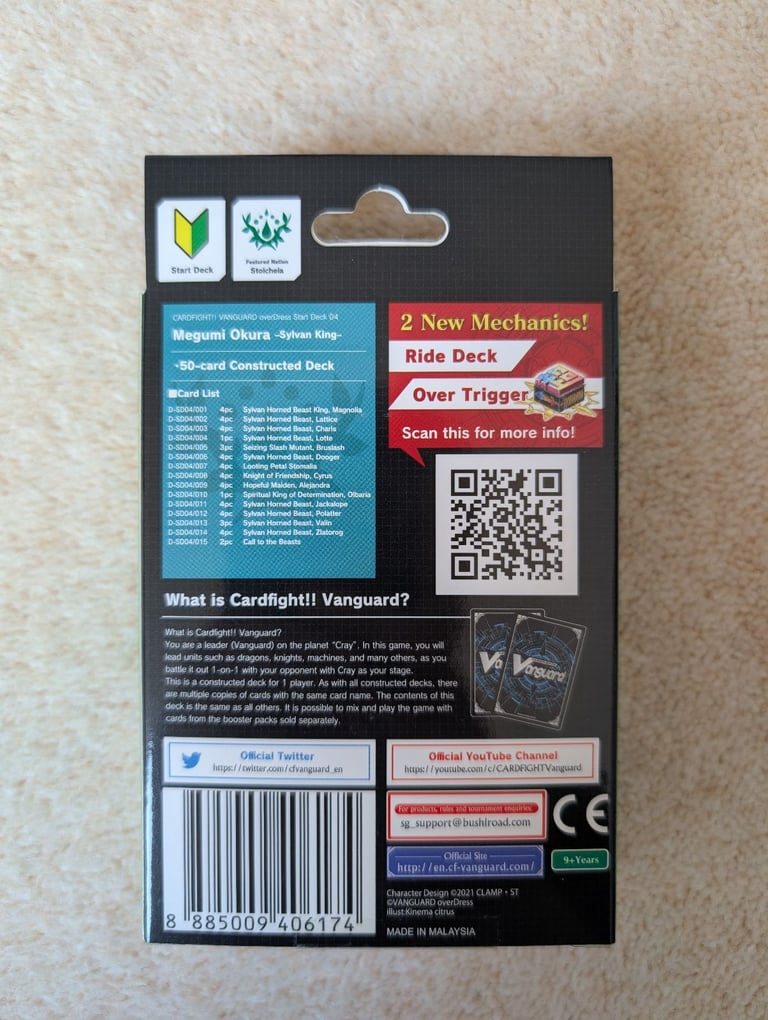 Start Deck
Featured Nation
Stoicheia
CARDFIGHT!! VANGUARD overDress Start Deck 04
Megumi Okura -Sylvan King-
・50-card Constructed Deck
■Card List
D-SD04/001 4pc Sylvan Horned Beast King, Magnolia
D-SD04/002 4pc Sylvan Horned Beast, Lattice
D-SD04/003 4pc Sylvan Horned Beast, Charis
D-SD04/004 1pc Sylvan Horned Beast, Lotte
D-SD04/005 3pc Seizing Slash Mutant, Bruslash
D-SD04/006 4pc Sylvan Horned Beast, Dooger
D-SD04/007 4pc Looting Petal Stomalia
D-SD04/008 4pc Knight of Friendship, Cyrus
D-SD04/009 4pc Hopeful Maiden, Alejandra
D-SD04/010 1pc Spiritual King of Determination, Olbaria
D-SD04/011 4pc Sylvan Horned Beast, Jackalope
D-SD04/012 4pc Sylvan Horned Beast, Polatter
D-SD04/013 3pc Sylvan Horned Beast, Valin
D-SD04/014 4pc Sylvan Horned Beast, Zlatorog
D-SD04/015 2pc Call to the Beasts
2 New Mechanics!
Ride Deck
Over Trigger
Scan this for more info!
What is Cardfight!! Vanguard?
What is Cardfight!! Vanguard?
You are a leader (Vanguard) on the planet "Cray". In this game, you will
lead units such as dragons, knights, machines, and many others, as you
battle it out 1-on-1 with your opponent with Cray as your stage.
This is a constructed deck for 1 player. As with all constructed decks, there
are multiple copies of cards with the same card name. The contents of this
deck is the same as all others. It is possible to mix and play the game with
cards from the booster packs sold separately.
Va
Vanguard
Official Twitter
https://twitter.com/cfvanguard_en
Official YouTube Channel
https://youtube.com/c/CARDFIGHTVanguard
For products, rules and tournament enquiries.
sg_support@bushiroad.com
CE
Official Site
http://en.cf-vanguard.com/
9+Years
8 885009 406174
Character Design ©2021 CLAMP・ST
©VANGUARD overDress
illust:Kinema citrus
MADE IN MALAYSIA